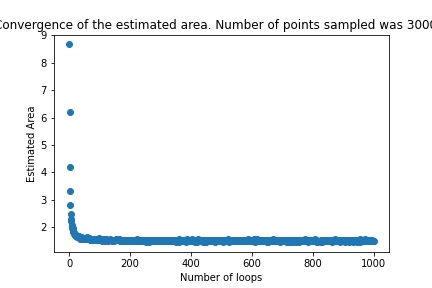 Convergence of the estimated area. Number of points sampled was 3000
9
8
7
6
5
4
3
2
Estimated Area
0 200 400 600 800 1000
Number of loops